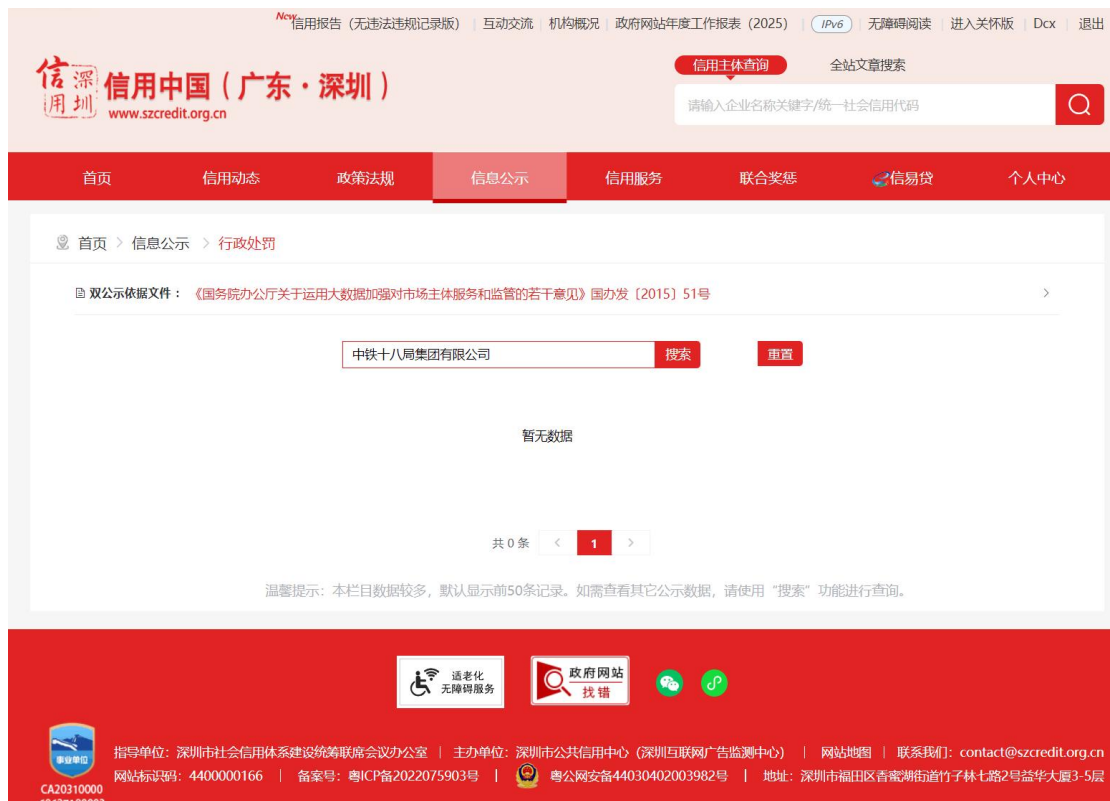 New信用报告（无违法违规记录版） 互动交流 机构概况 政府网站年度工作报表（2025） IPv6 无障碍阅读 进入关怀版 Dcx 退出
信用深圳
信用中国（广东·深圳）
www.szcredit.org.cn
信用主体查询 全站文章搜索
请输入企业名称关键字/统一社会信用代码
首页 信用动态 政策法规 信息公示 信用服务 联合奖惩 信易贷 个人中心
首页 > 信息公示 > 行政处罚
双公示依据文件： 《国务院办公厅关于运用大数据加强对市场主体服务和监管的若干意见》国办发〔2015〕51号 >
中铁十八局集团有限公司 搜索 重置
暂无数据
共 0 条 < 1 >
温馨提示：本栏目数据较多，默认显示前50条记录。如需查看其它公示数据，请使用“搜索”功能进行查询。
适老化
无障碍服务
政府网站
找错
事业单位
CA20310000
指导单位：深圳市社会信用体系建设统筹联席会议办公室 | 主办单位：深圳市公共信用中心（深圳互联网广告监测中心） | 网站地图 | 联系我们：contact@szcredit.org.cn
网站标识码：4400000166 | 备案号：粤ICP备2022075903号 | 粤公网安备44030402003982号 | 地址：深圳市福田区香蜜湖街道竹子林七路2号益华大厦3-5层